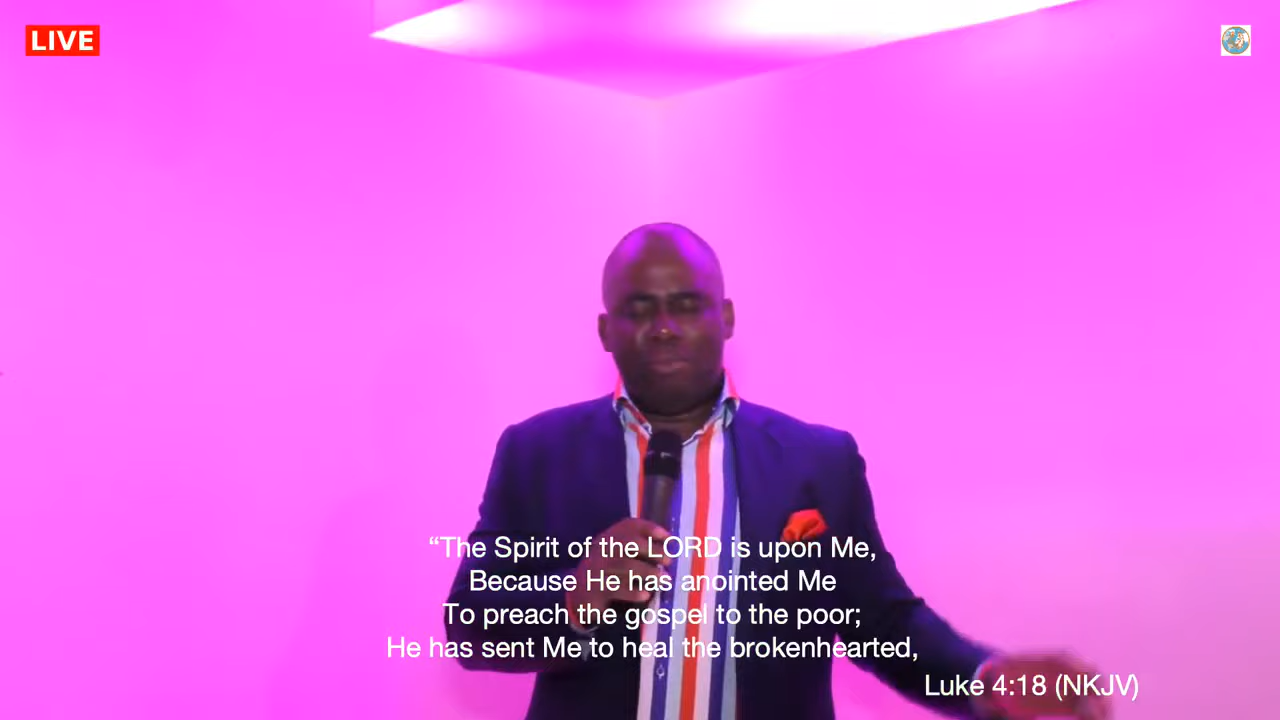 LIVE
“The Spirit of the LORD is upon Me,
Because He has anointed Me
To preach the gospel to the poor;
He has sent Me to heal the brokenhearted,
Luke 4:18 (NKJV)